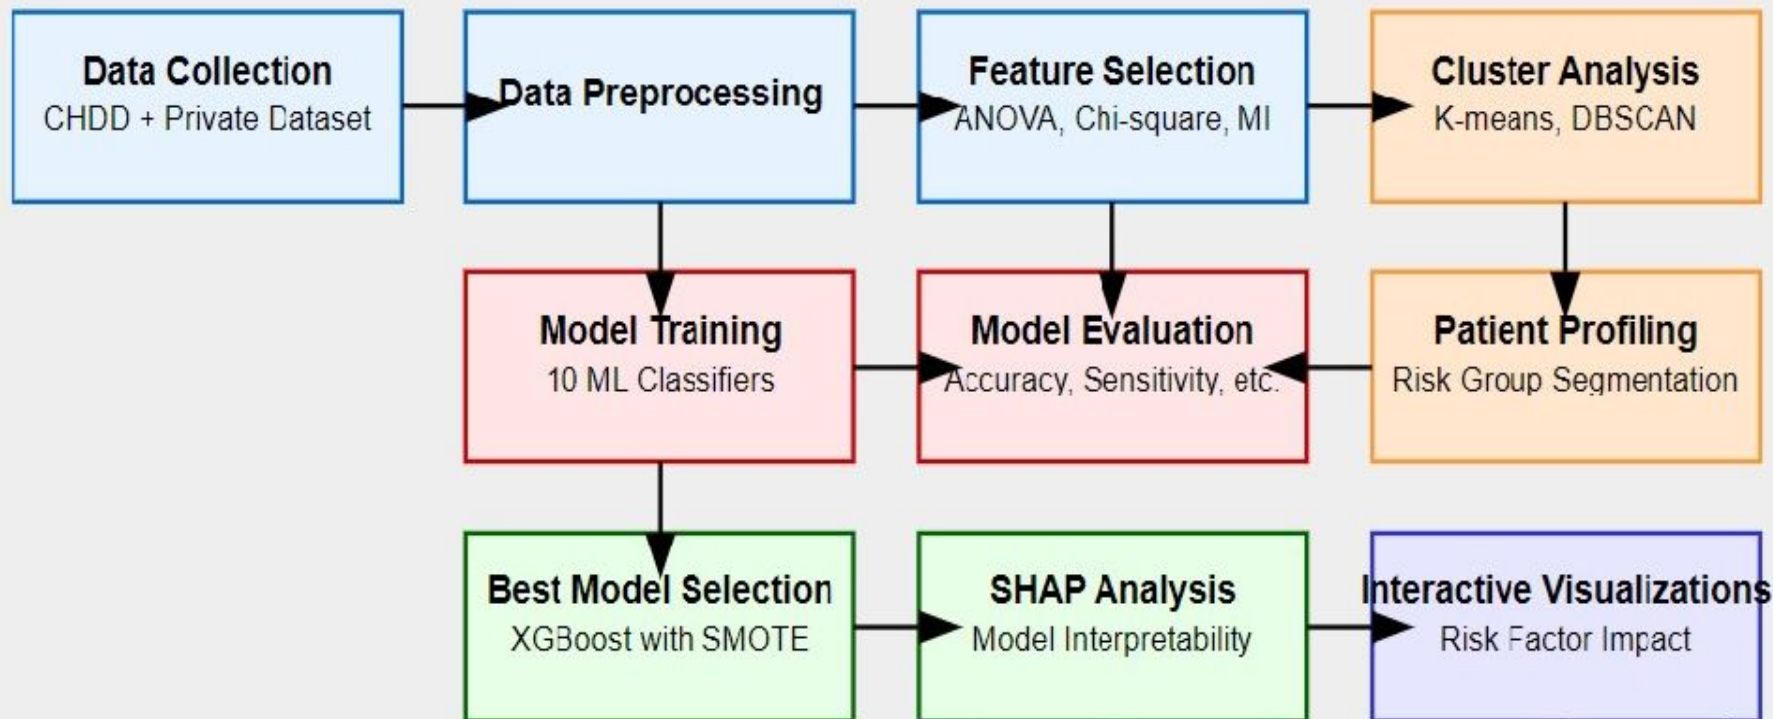 Data Collection
CHDD + Private Dataset
Data Preprocessing
Feature Selection
ANOVA, Chi-square, MI
Cluster Analysis
K-means, DBSCAN
Model Training
10 ML Classifiers
Model Evaluation
Accuracy, Sensitivity, etc.
Patient Profiling
Risk Group Segmentation
Best Model Selection
XGBoost with SMOTE
SHAP Analysis
Model Interpretability
Interactive Visualizations
Risk Factor Impact